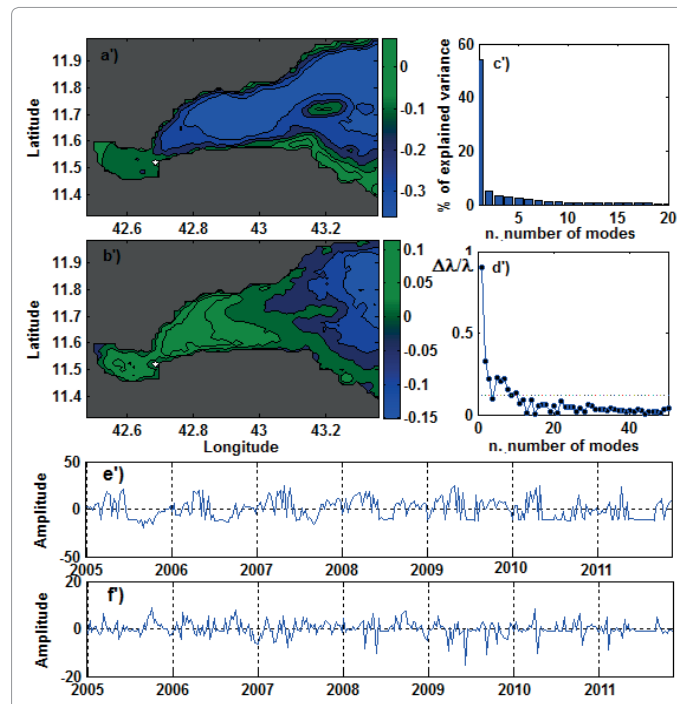 a')
Latitude
11.9
11.8
11.7
11.6
11.5
11.4
42.6 42.8 43 43.2
0
-0.1
-0.2
-0.3
c')
% of explained variance
60
40
20
0
5 10 15 20
n. number of modes
b')
Latitude
11.9
11.8
11.7
11.6
11.5
11.4
42.6 42.8 43 43.2
Longitude
0.1
0.05
0
-0.05
-0.1
-0.15
d')
Δλ/λ
1
0.5
0
0 20 40
n. number of modes
e')
Amplitude
50
0
-50
2005 2006 2007 2008 2009 2010 2011
f')
Amplitude
20
0
-20
2005 2006 2007 2008 2009 2010 2011